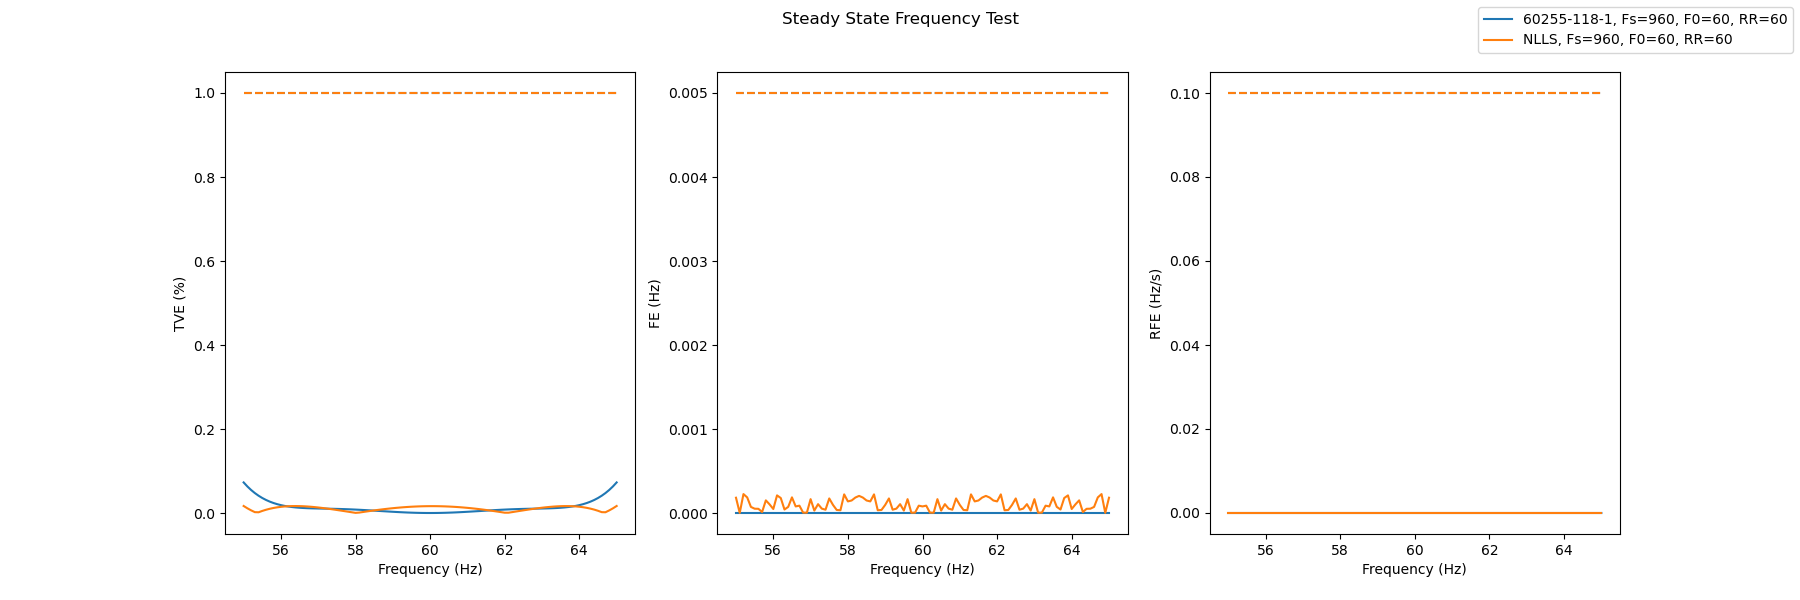 Steady State Frequency Test
60255-118-1, Fs=960, F0=60, RR=60
NLLS, Fs=960, F0=60, RR=60
TVE (%)
1.0
0.8
0.6
0.4
0.2
0.0
56 58 60 62 64
Frequency (Hz)
FE (Hz)
0.005
0.004
0.003
0.002
0.001
0.000
56 58 60 62 64
Frequency (Hz)
RFE (Hz/s)
0.10
0.08
0.06
0.04
0.02
0.00
56 58 60 62 64
Frequency (Hz)